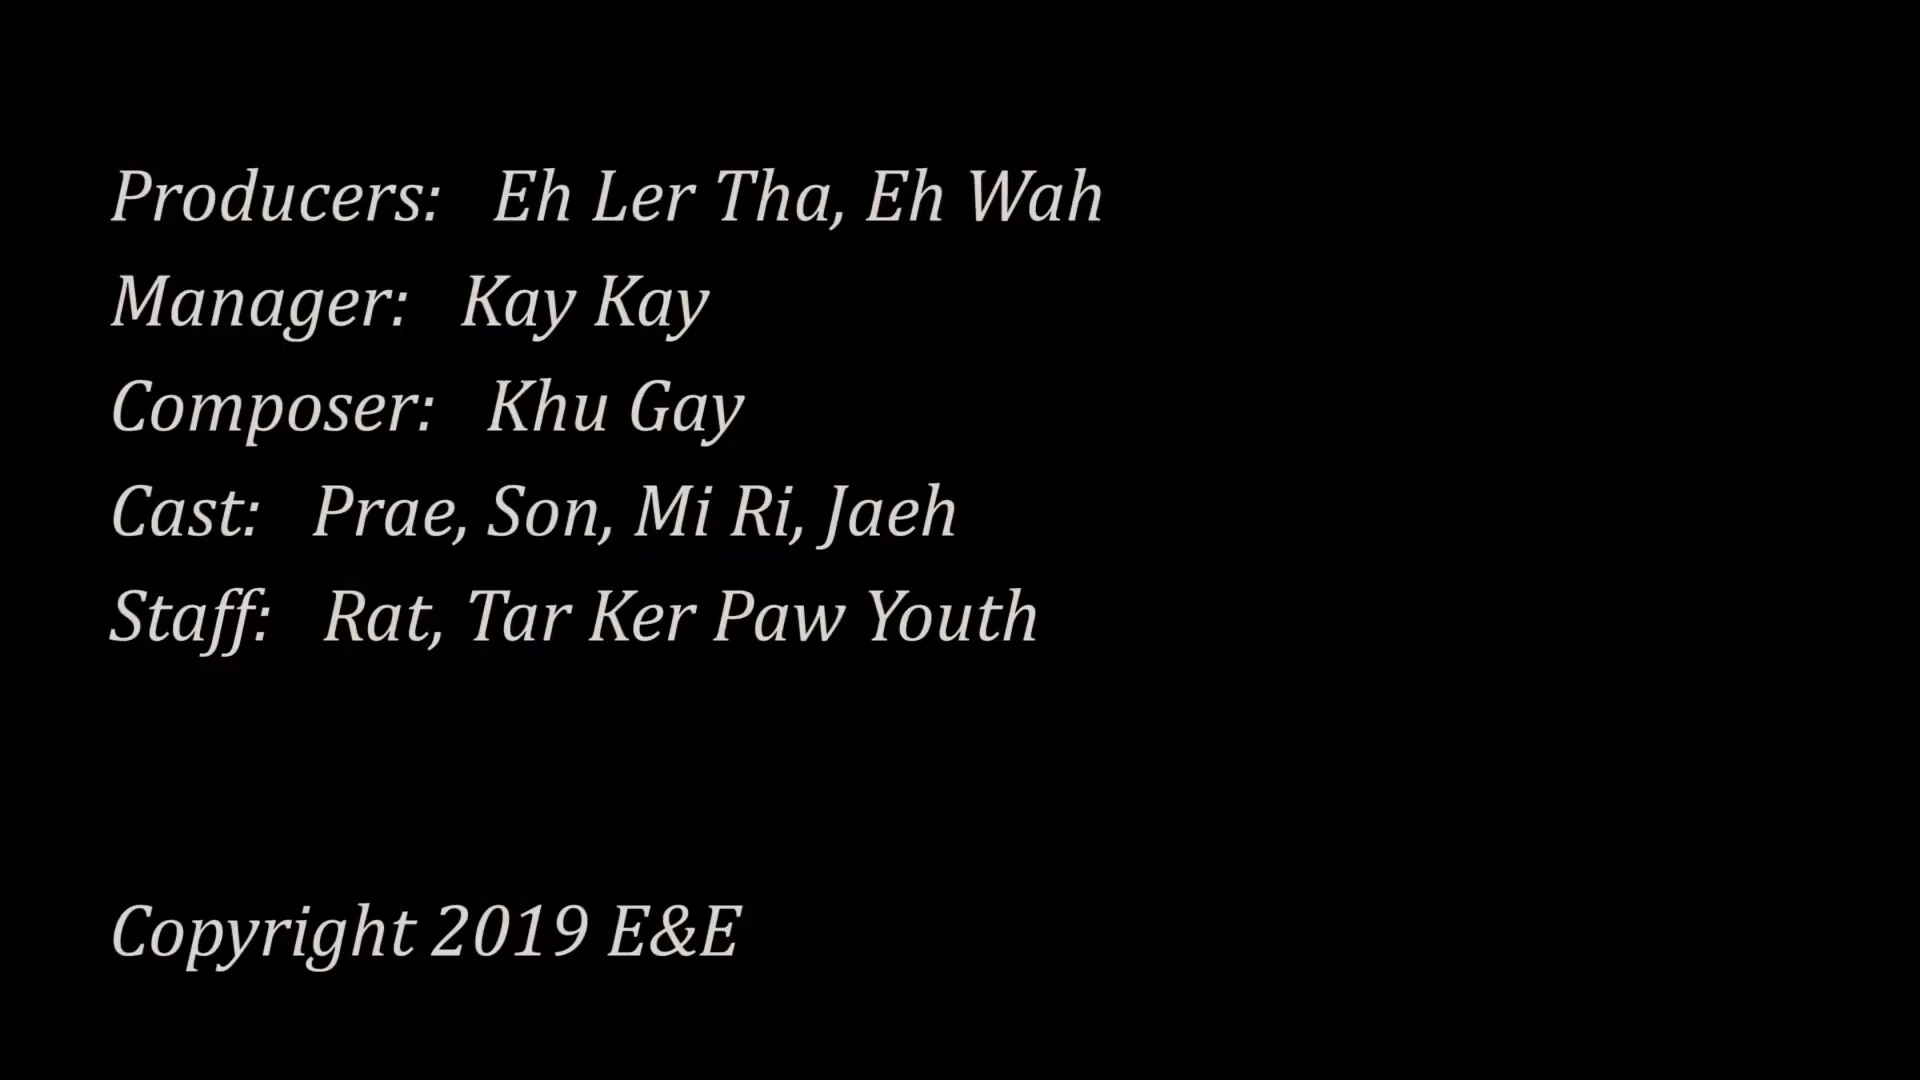 Producers: Eh Ler Tha, Eh Wah
Manager: Kay Kay
Composer: Khu Gay
Cast: Prae, Son, Mi Ri, Jaeh
Staff: Rat, Tar Ker Paw Youth
Copyright 2019 E&E